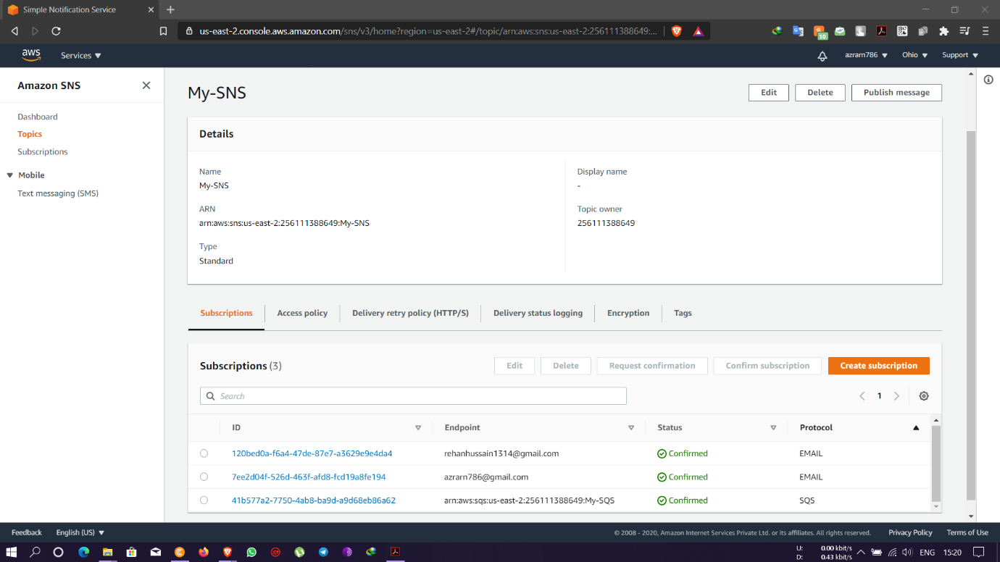 Simple Notification Service
us-east-2.console.aws.amazon.com/sns/v3/home?region=us-east-2#/topic/arn:aws:sns:us-east-2:256111388649:...
10
aws
Services
azram786
Ohio
Support
Amazon SNS
Dashboard
Topics
Subscriptions
Mobile
Text messaging (SMS)
My-SNS
Edit
Delete
Publish message
Details
Name
My-SNS
ARN
arn:aws:sns:us-east-2:256111388649:My-SNS
Type
Standard
Display name
-
Topic owner
256111388649
Subscriptions
Access policy
Delivery retry policy (HTTP/S)
Delivery status logging
Encryption
Tags
Subscriptions (3)
Edit
Delete
Request confirmation
Confirm subscription
Create subscription
Search
1
ID Endpoint Status Protocol
120bed0a-f6a4-47de-87e7-a3629e9e4da4 rehanhussain1314@gmail.com Confirmed EMAIL
7ee2d04f-526d-463f-afd8-fcd19a8fe194 azrarn786@gmail.com Confirmed EMAIL
41b577a2-7750-4ab8-ba9d-a9d68eb86a62 arn:aws:sqs:us-east-2:256111388649:My-SQS Confirmed SQS
Feedback
English (US)
© 2008 - 2020, Amazon Internet Services Private Ltd. or its affiliates. All rights reserved.
Privacy Policy
Terms of Use
U: 0.00 kbit/s
D: 0.43 kbit/s
ENG
15:20